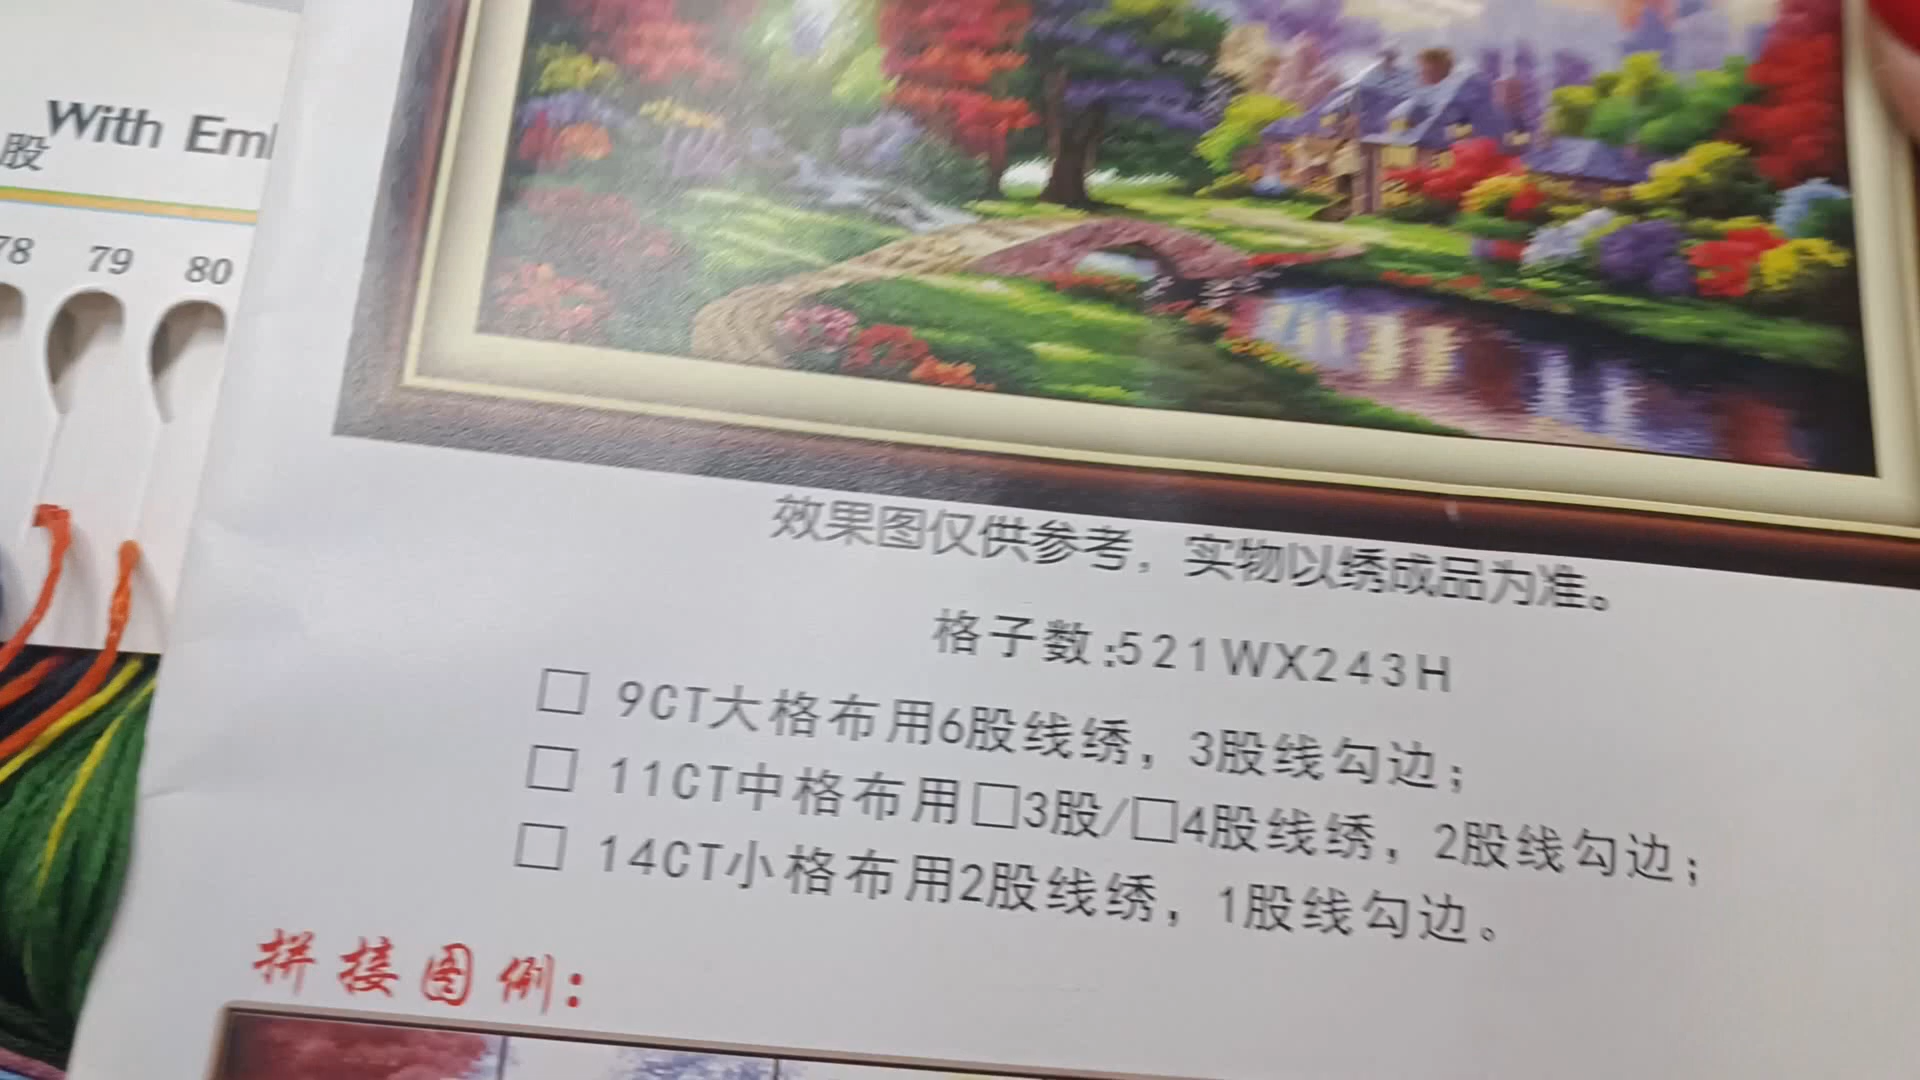 With Em
股
78 79 80
效果图仅供参考，实物以绣成品为准。
格子数:521WX243H
□ 9CT大格布用6股线绣，3股线勾边；
□ 11CT中格布用□3股/□4股线绣，2股线勾边；
□ 14CT小格布用2股线绣，1股线勾边。
拼接图例：